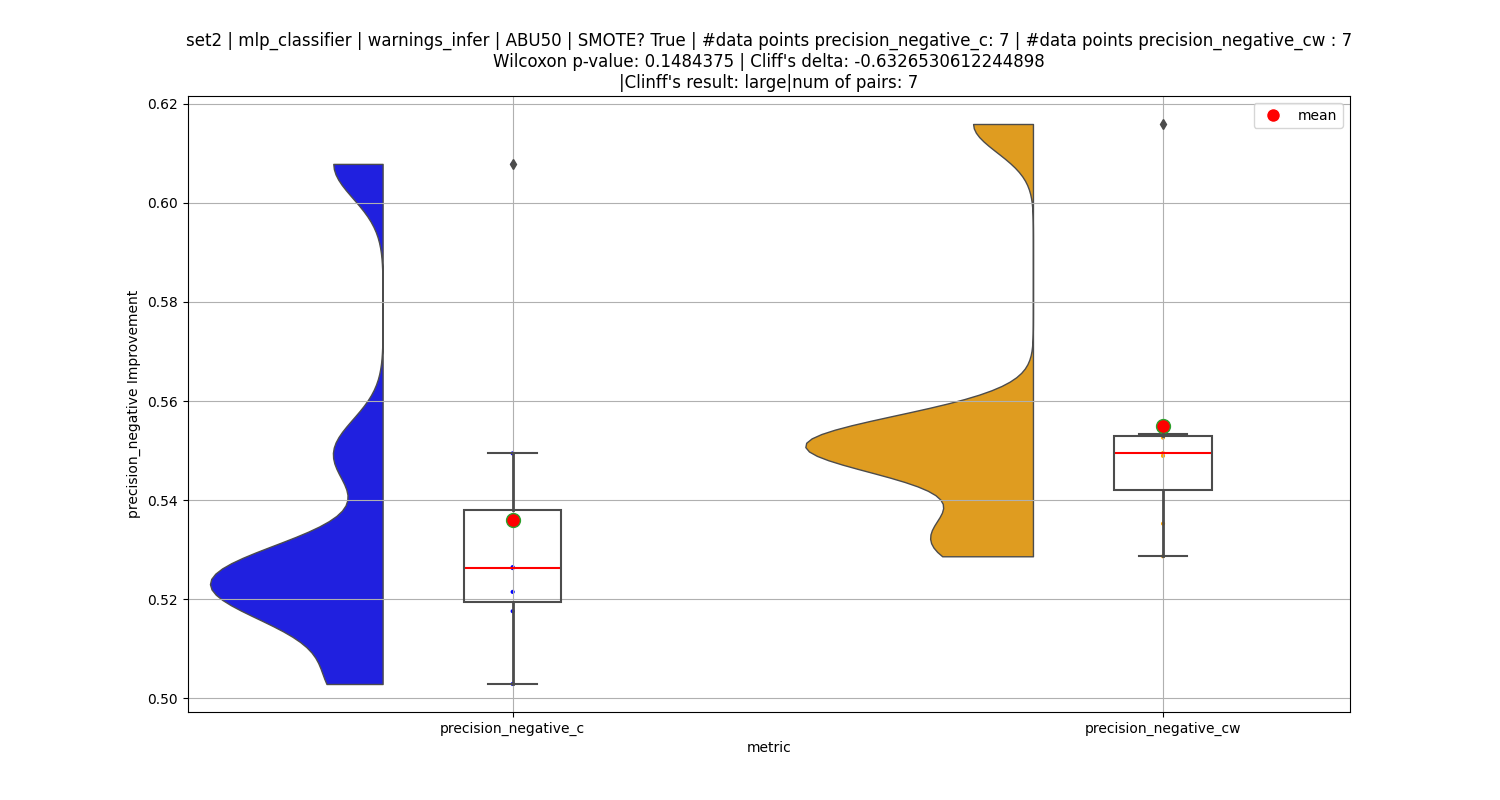 set2 | mlp_classifier | warnings_infer | ABU50 | SMOTE? True | #data points precision_negative_c: 7 | #data points precision_negative_cw : 7
Wilcoxon p-value: 0.1484375 | Cliff's delta: -0.6326530612244898
|Clinff's result: large|num of pairs: 7
mean
0.62
0.60
0.58
0.56
0.54
0.52
0.50
precision_negative Improvement
precision_negative_c
precision_negative_cw
metric